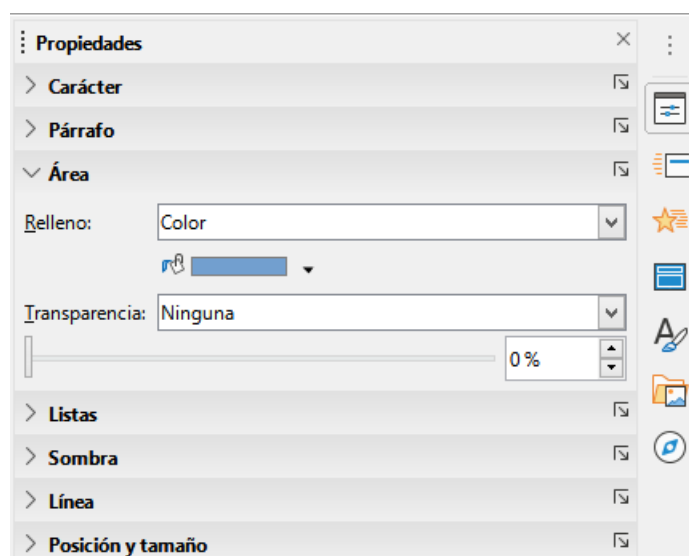 Propiedades
Carácter
Párrafo
Área
Relleno: Color
Transparencia: Ninguna
0 %
Listas
Sombra
Línea
Posición y tamaño